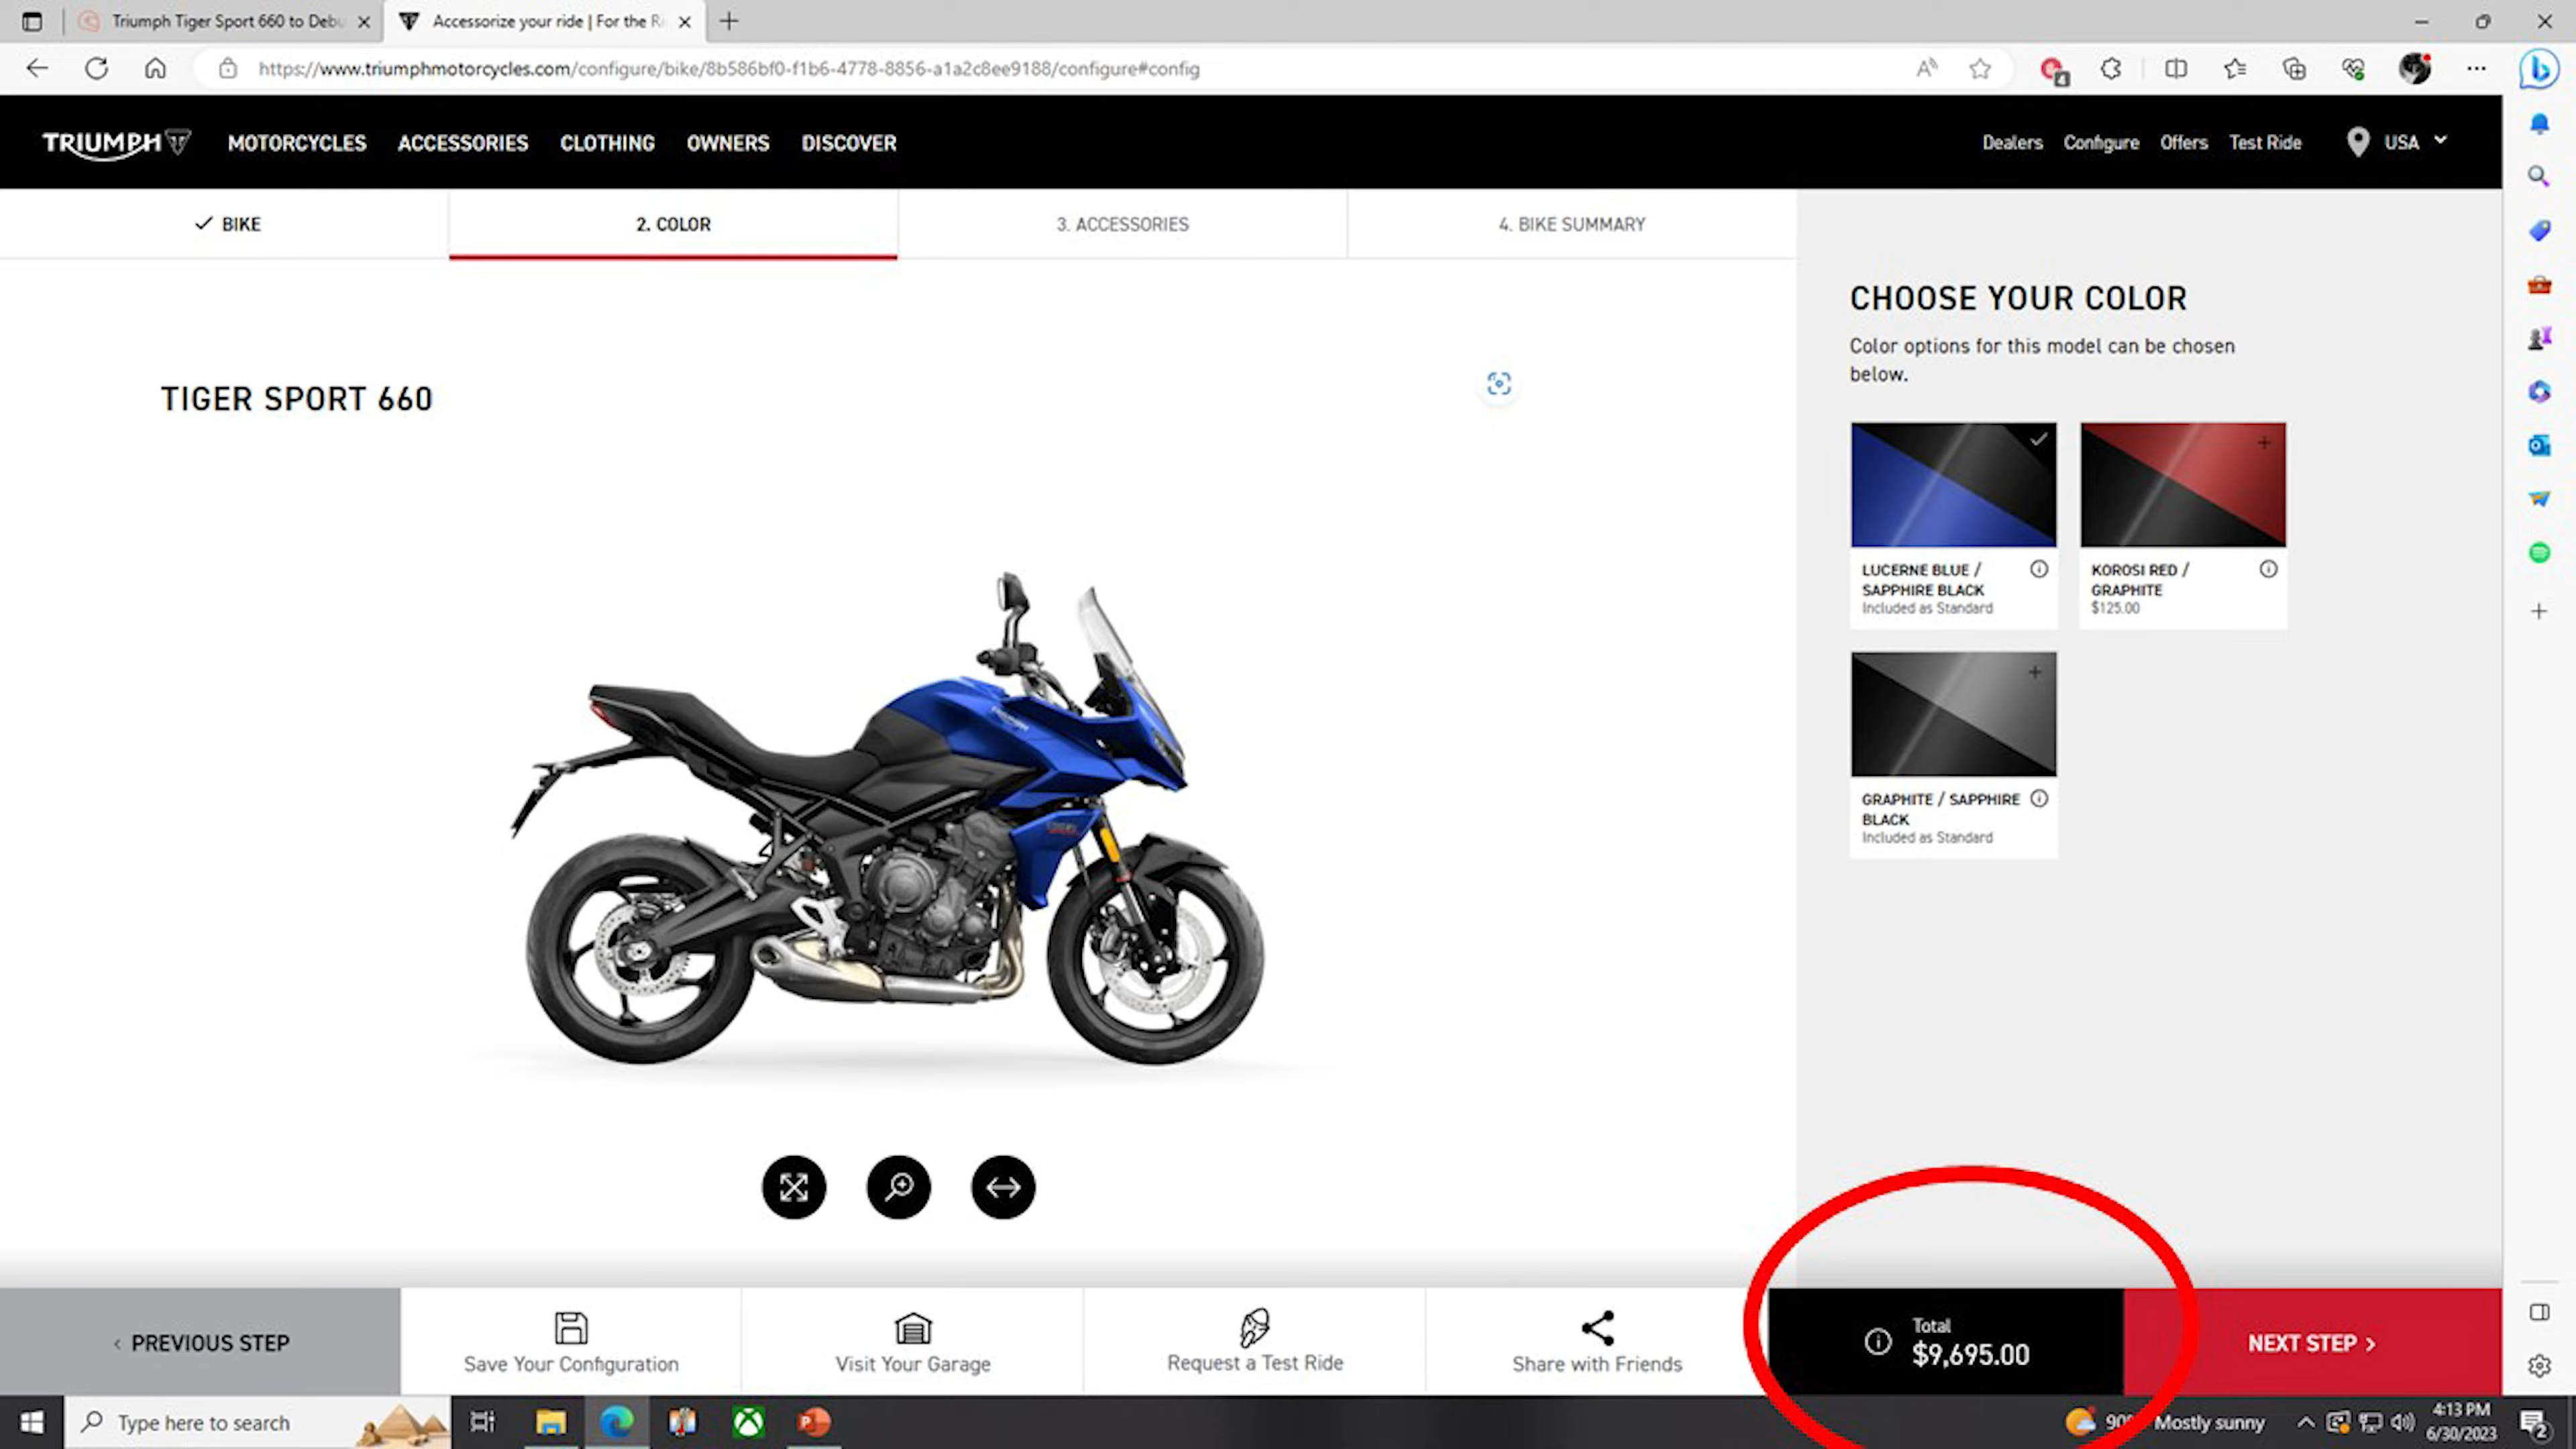 Triumph Tiger Sport 660 to Debu
Accessorize your ride | For the Ri
https://www.triumphmotorcycles.com/configure/bike/8b586bf0-f1b6-4778-8856-a1a2c8ee9188/configure#config
TRIUMPH
MOTORCYCLES ACCESSORIES CLOTHING OWNERS DISCOVER
Dealers Configure Offers Test Ride USA
BIKE
2. COLOR
3. ACCESSORIES
4. BIKE SUMMARY
TIGER SPORT 660
CHOOSE YOUR COLOR
Color options for this model can be chosen
below.
LUCERNE BLUE /
SAPPHIRE BLACK
Included as Standard
KOROSI RED /
GRAPHITE
$125.00
GRAPHITE / SAPPHIRE
BLACK
Included as Standard
‹ PREVIOUS STEP
Save Your Configuration
Visit Your Garage
Request a Test Ride
Share with Friends
Total
$9,695.00
NEXT STEP ›
Type here to search
Mostly sunny
4:13 PM
6/30/2023
2